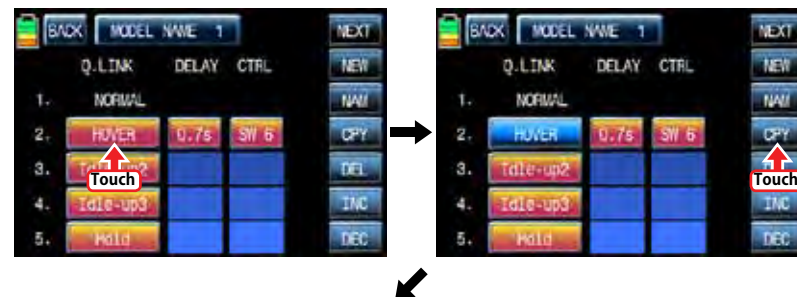 BACK MODEL NAME 1 NEXT
Q.LINK DELAY CTRL NEW
1. NORMAL NAM
2. HOVER 0.7s SW 6 CPY
3. Idle-up2 DEL
Touch
4. Idle-up3 INC
5. Hold DEC
BACK MODEL NAME 1 NEXT
Q.LINK DELAY CTRL NEW
1. NORMAL NAM
2. HOVER 0.7s SW 6 CPY
3. Idle-up2
Touch
4. Idle-up3 INC
5. Hold DEC